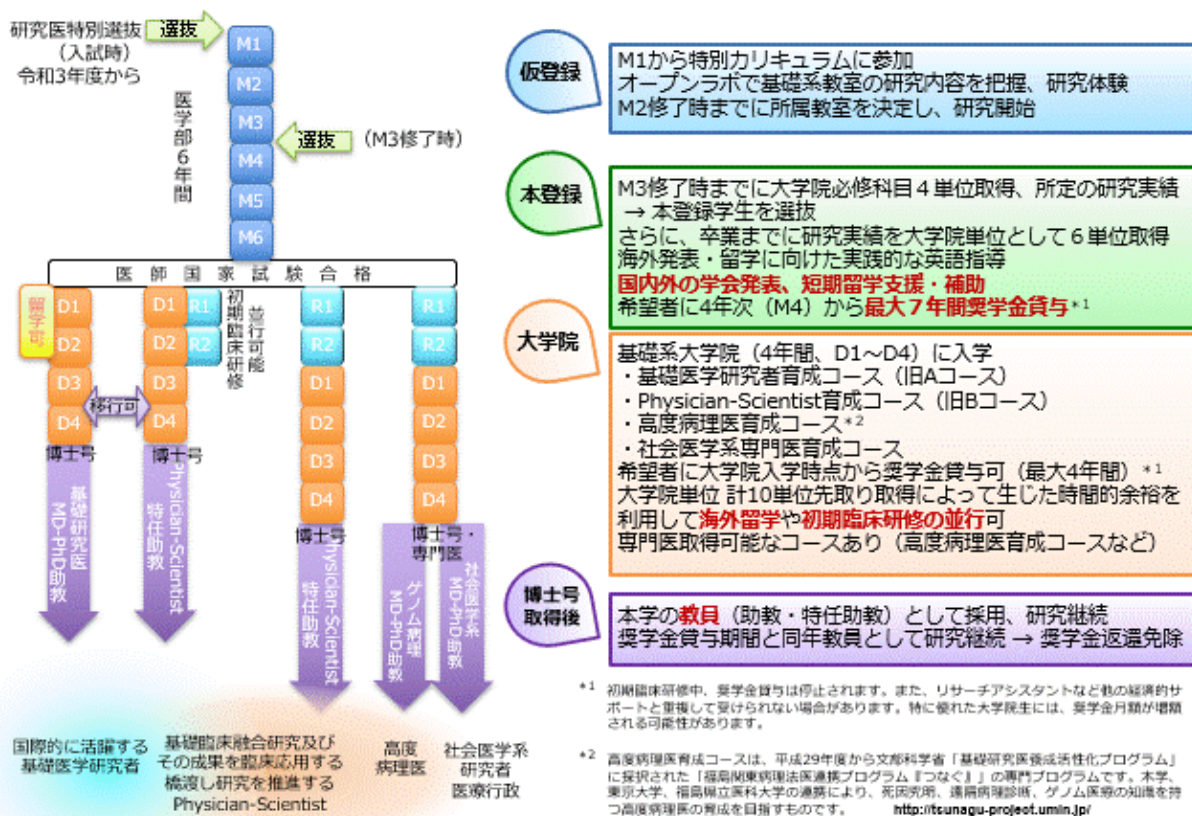 研究医特別選抜
（入試時）
令和3年度から
選抜
M1
M2
M3
M4
M5
M6
医学部６年間
選抜
（M3修了時）
医師国家試験合格
留学可
D1
D2
D3
D4
D1
D2
D3
D4
R1
R2
初期臨床研修
並行可能
移行可
R1
R2
D1
D2
D3
D4
R1
R2
D1
D2
D3
D4
博士号
博士号
博士号
博士号・
専門医
基礎研究医
MD-PhD助教
Physician-Scientist
特任助教
Physician-Scientist
特任助教
ゲノム病理
MD-PhD助教
社会医学系
MD-PhD助教
国際的に活躍する
基礎医学研究者
基礎臨床融合研究及び
その成果を臨床応用する
橋渡し研究を推進する
Physician-Scientist
高度
病理医
社会医学系
研究者
医療行政
仮登録
M1から特別カリキュラムに参加
オープンラボで基礎系教室の研究内容を把握、研究体験
M2修了時までに所属教室を決定し、研究開始
本登録
M3修了時までに大学院必修科目４単位取得、所定の研究実績
→ 本登録学生を選抜
さらに、卒業までに研究実績を大学院単位として６単位取得
海外発表・留学に向けた実践的な英語指導
国内外の学会発表、短期留学支援・補助
希望者に4年次（M4）から最大７年間奨学金貸与*1
大学院
基礎系大学院（4年間、D1～D4）に入学
・基礎医学研究者育成コース（旧Aコース）
・Physician-Scientist育成コース（旧Bコース）
・高度病理医育成コース*2
・社会医学系専門医育成コース
希望者に大学院入学時点から奨学金貸与可（最大4年間）*1
大学院単位 計10単位先取り取得によって生じた時間的余裕を
利用して海外留学や初期臨床研修の並行可
専門医取得可能なコースあり（高度病理医育成コースなど）
博士号
取得後
本学の教員（助教・特任助教）として採用、研究継続
奨学金貸与期間と同年教員として研究継続 → 奨学金返還免除
*1 初期臨床研修中、奨学金貸与は停止されます。また、リサーチアシスタントなど他の経済的サ
ポートと重複して受けられない場合があります。特に優れた大学院生には、奨学金月額が増額
される可能性があります。
*2 高度病理医育成コースは、平成29年度から文部科学省「基礎研究医養成活性化プログラム」
に採択された「福島関東病理法医連携プログラム『つなぐ』」の専門プログラムです。本学、
東京大学、福島県立医科大学の連携により、死因究明、遠隔病理診断、ゲノム医療の知識を持
つ高度病理医の育成を目指すものです。 http://tsunagu-project.umin.jp/